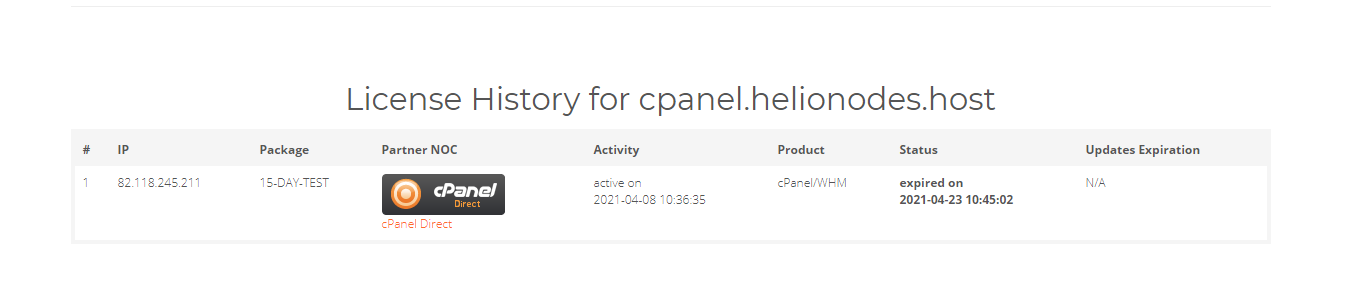 License History for cpanel.helionodes.host
# IP Package Partner NOC Activity Product Status Updates Expiration
1 82.118.245.211 15-DAY-TEST cPanel Direct active on cPanel/WHM expired on N/A
2021-04-08 10:36:35 2021-04-23 10:45:02
cPanel Direct